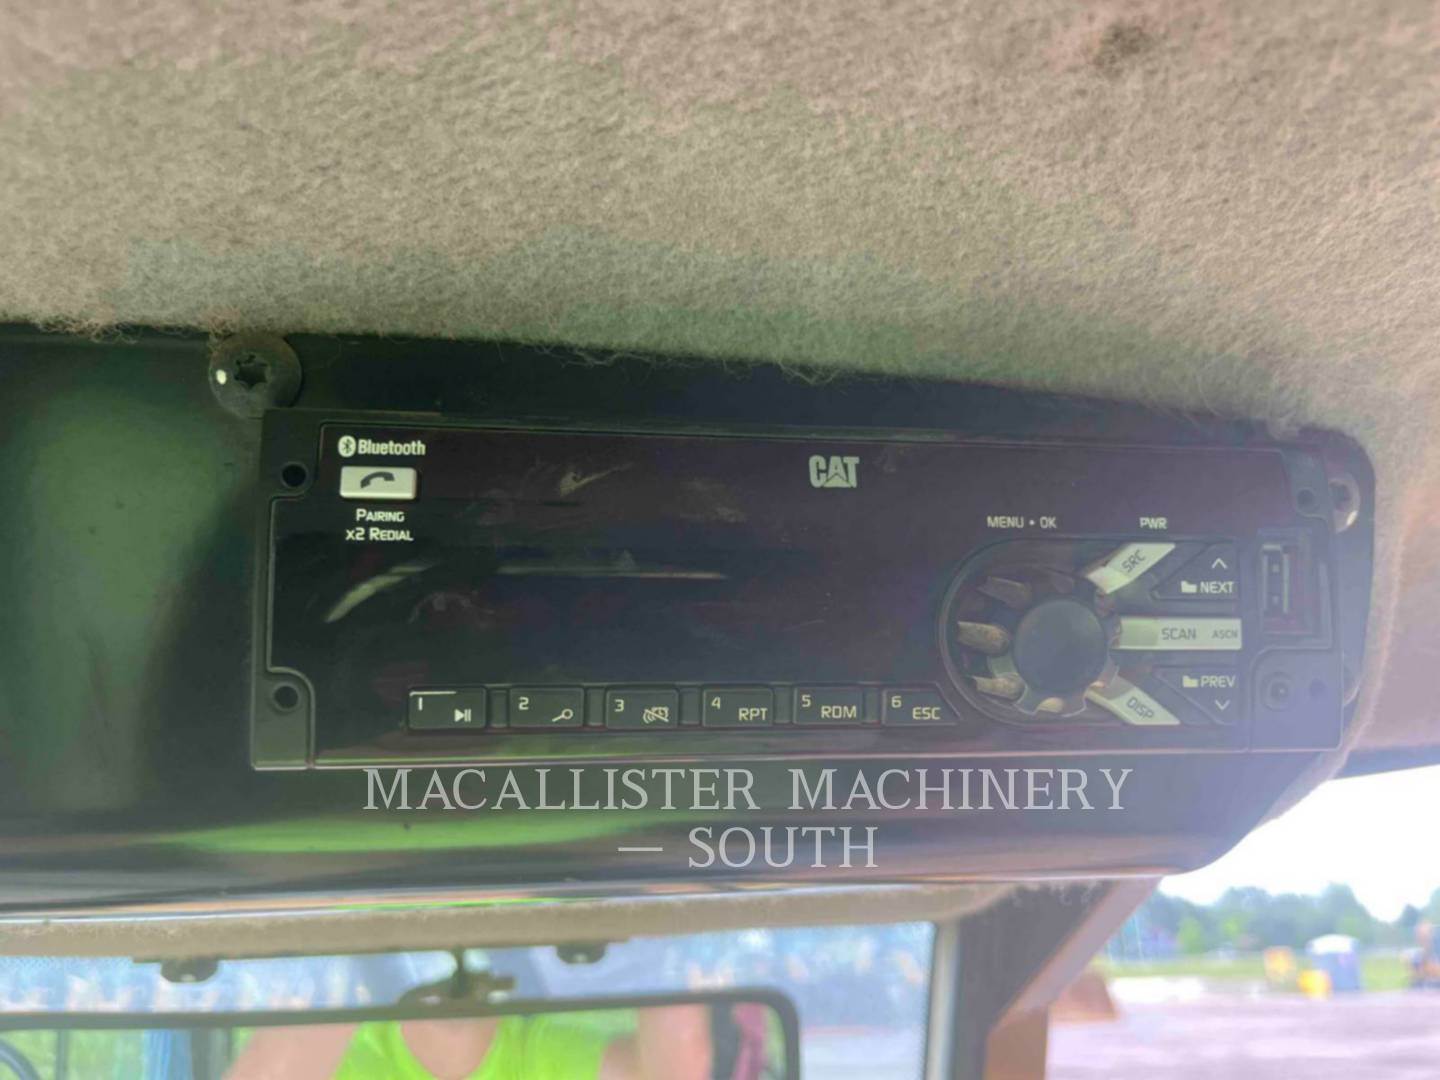 Bluetooth
PAIRING
x2 REDIAL
CAT
MENU • OK
PWR
SRC
NEXT
SCAN ASCN
PREV
DISP
1
2
3
4 RPT
5 RDM
6 ESC
MACALLISTER MACHINERY
— SOUTH